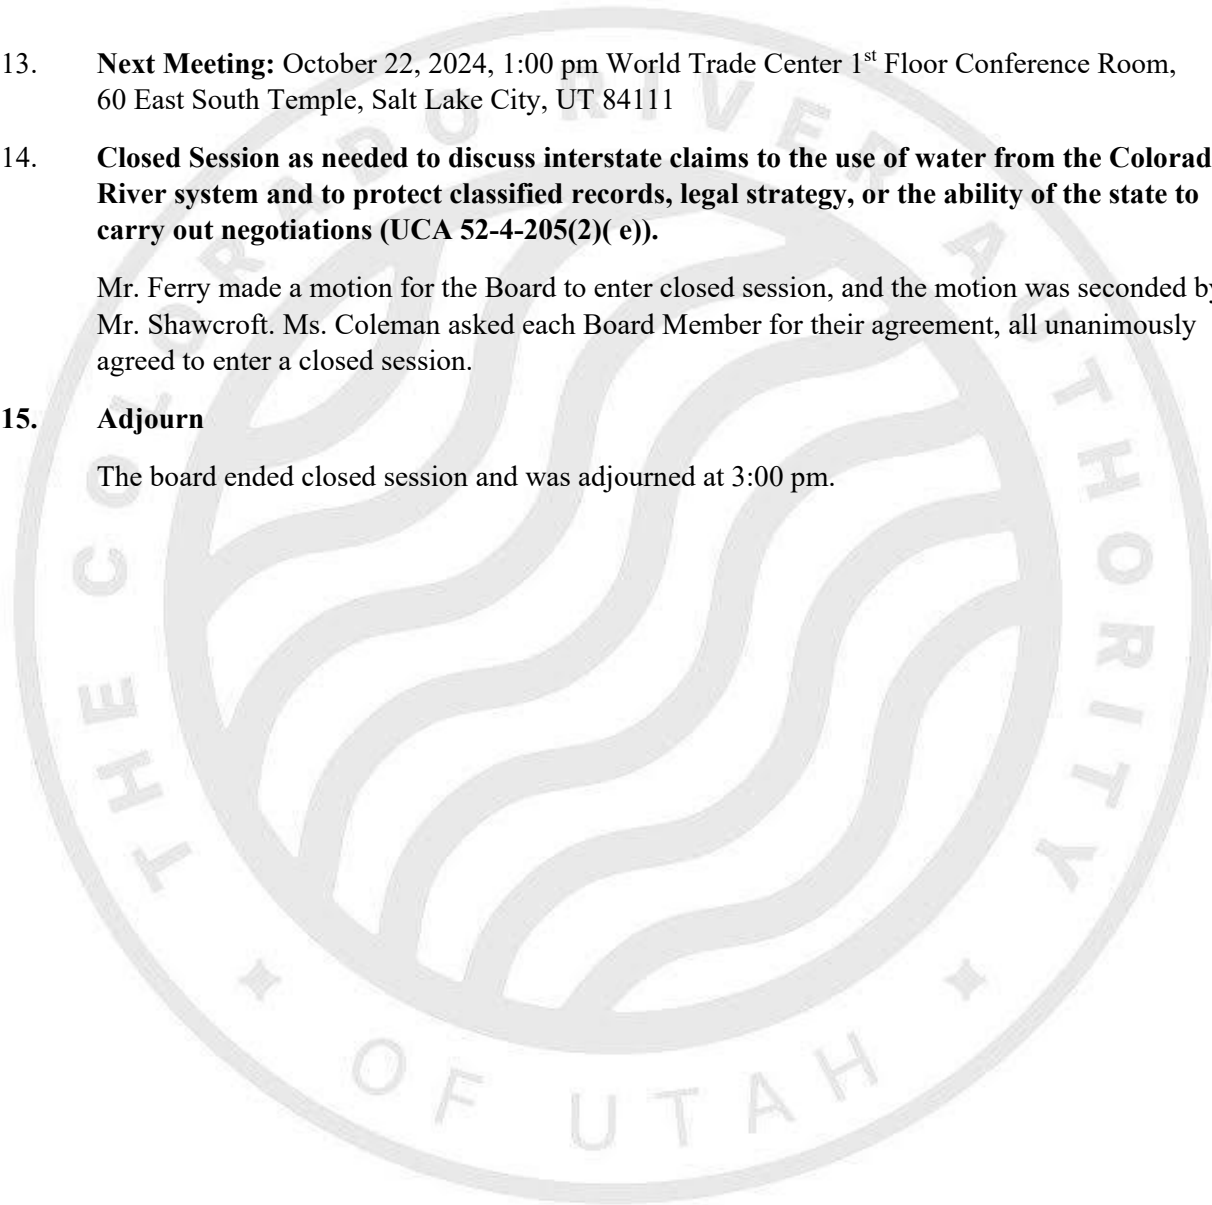 13. Next Meeting: October 22, 2024, 1:00 pm World Trade Center 1st Floor Conference Room,
60 East South Temple, Salt Lake City, UT 84111
14. Closed Session as needed to discuss interstate claims to the use of water from the Colorad
River system and to protect classified records, legal strategy, or the ability of the state to
carry out negotiations (UCA 52-4-205(2)( e)).
Mr. Ferry made a motion for the Board to enter closed session, and the motion was seconded by
Mr. Shawcroft. Ms. Coleman asked each Board Member for their agreement, all unanimously
agreed to enter a closed session.
15. Adjourn
The board ended closed session and was adjourned at 3:00 pm.
THE COLORADO RIVER AUTHORITY
OF UTAH